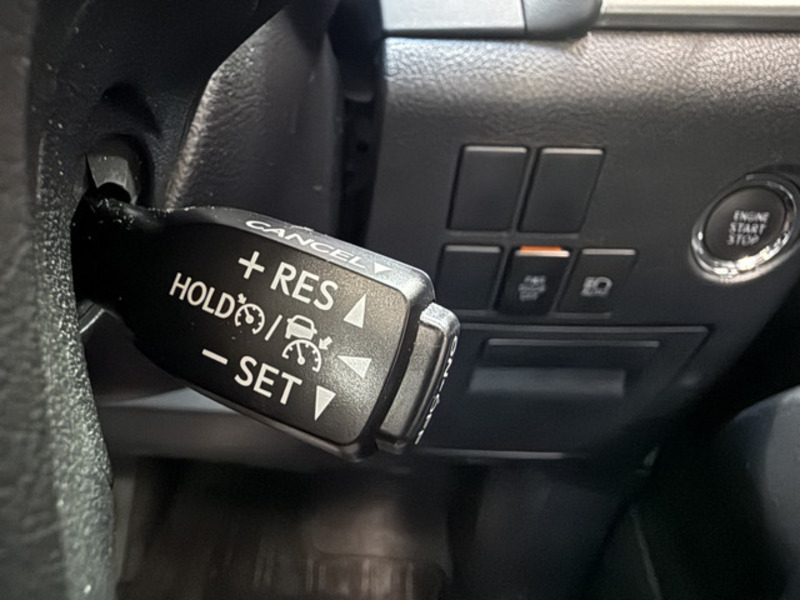 CANCEL
+ RES
HOLD /
- SET
ENGINE
START
STOP